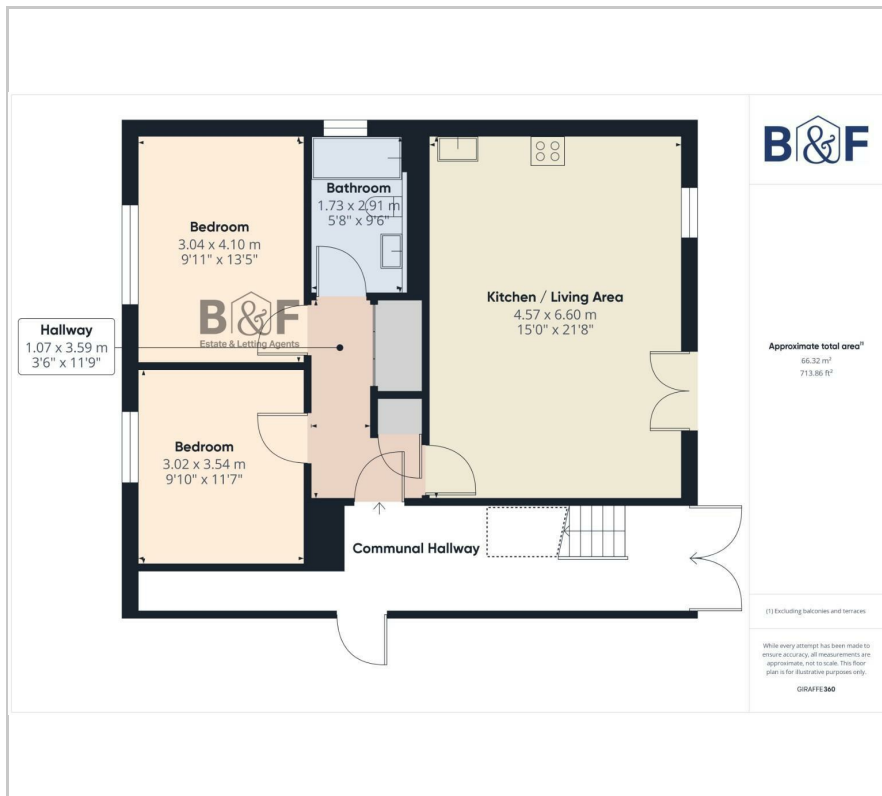 B&F
Bathroom
1.73 x 2.91 m
5'8" x 9'6"
Bedroom
3.04 x 4.10 m
9'11" x 13'5"
B&F
Estate & Letting Agents
Hallway
1.07 x 3.59 m
3'6" x 11'9"
Kitchen / Living Area
4.57 x 6.60 m
15'0" x 21'8"
Approximate total area(1)
66.32 m²
713.86 ft²
Bedroom
3.02 x 3.54 m
9'10" x 11'7"
Communal Hallway
(1) Excluding balconies and terraces
While every attempt has been made to
ensure accuracy, all measurements are
approximate, not to scale. This floor
plan is for illustrative purposes only.
GIRAFFE360